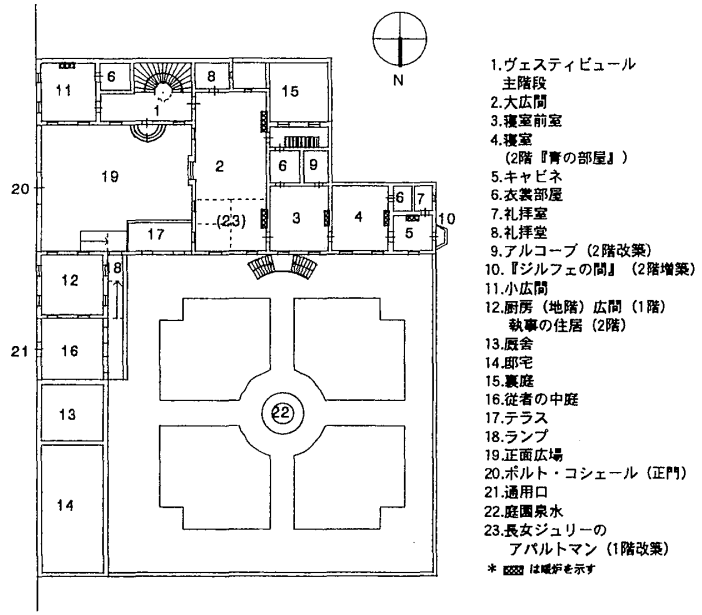 N
1.ヴェスティビュール
主階段
2.大広間
3.寝室前室
4.寝室
(2階『青の部屋』)
5.キャビネ
6.衣裳部屋
7.礼拝室
8.礼拝堂
9.アルコーブ(2階改築)
10.『ジルフェの間』(2階増築)
11.小広間
12.厨房(地階)広間(1階)
執事の住居(2階)
13.厩舎
14.邸宅
15.裏庭
16.従者の中庭
17.テラス
18.ランプ
19.正面広場
20.ポルト・コシェール(正門)
21.通用口
22.庭園泉水
23.長女ジュリーの
アパルトマン(1階改築)
* は暖炉を示す
11
6
1
8
15
19
2
6
9
20
(23)
3
4
6
7
5
10
17
12
8
21
16
13
22
14